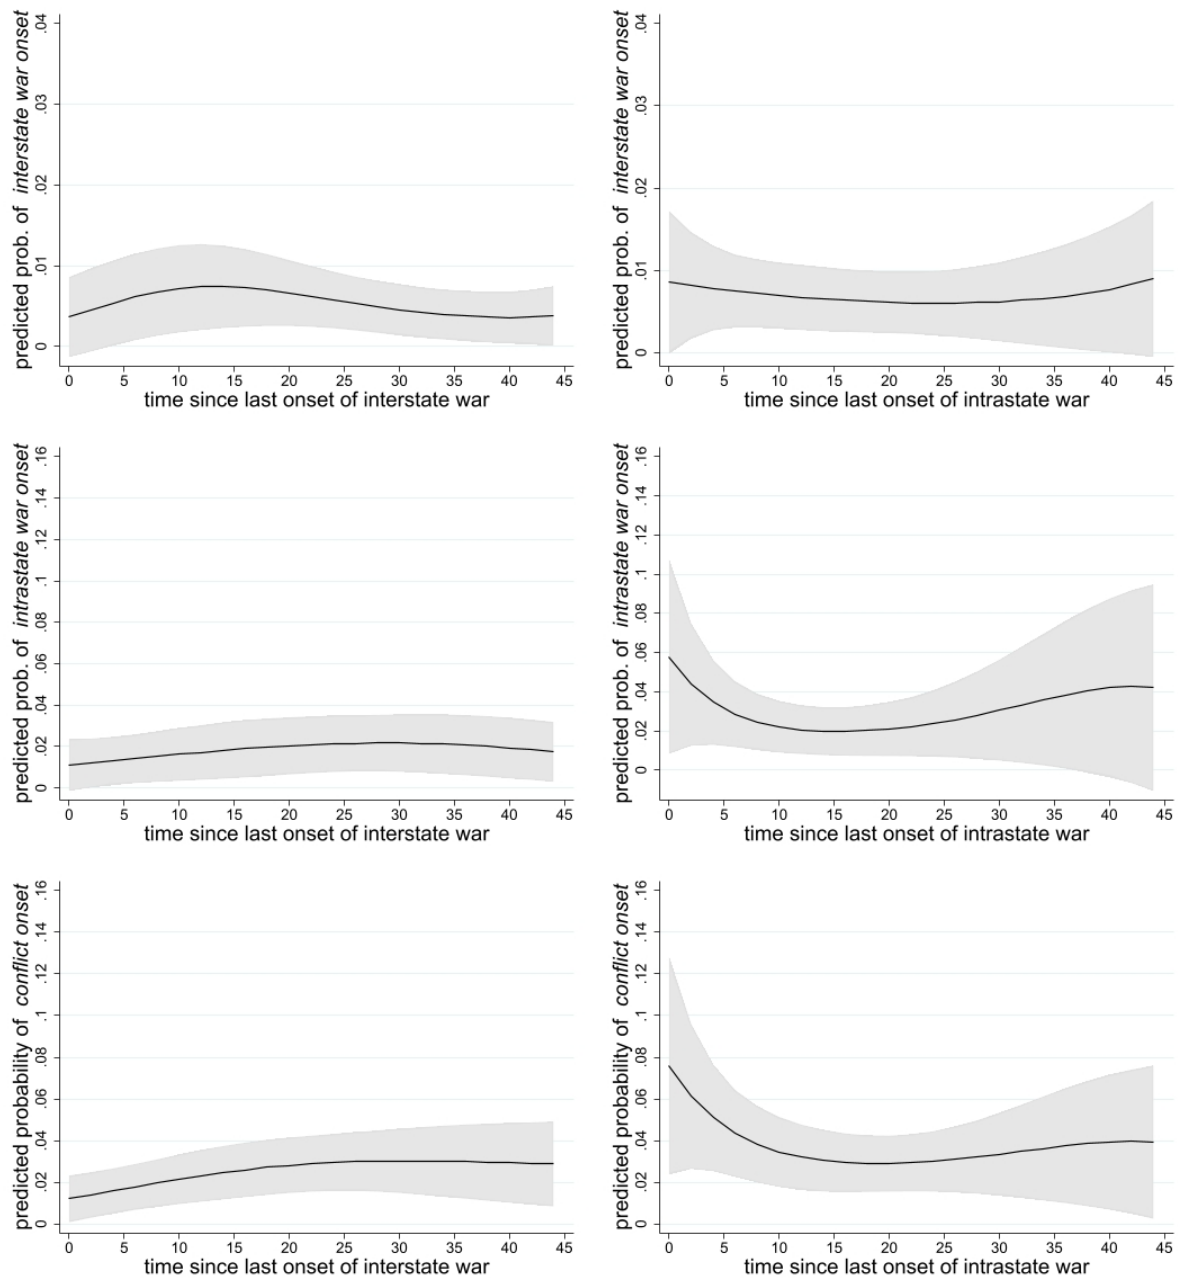 predicted prob. of interstate war onset
.04
.03
.02
.01
0
0 5 10 15 20 25 30 35 40 45
time since last onset of interstate war
predicted prob. of interstate war onset
.04
.03
.02
.01
0
0 5 10 15 20 25 30 35 40 45
time since last onset of intrastate war
predicted prob. of intrastate war onset
.16
.14
.12
.1
.08
.06
.04
.02
0
0 5 10 15 20 25 30 35 40 45
time since last onset of interstate war
predicted prob. of intrastate war onset
.16
.14
.12
.1
.08
.06
.04
.02
0
0 5 10 15 20 25 30 35 40 45
time since last onset of intrastate war
predicted probability of conflict onset
.16
.14
.12
.1
.08
.06
.04
.02
0
0 5 10 15 20 25 30 35 40 45
time since last onset of interstate war
predicted probability of conflict onset
.16
.14
.12
.1
.08
.06
.04
.02
0
0 5 10 15 20 25 30 35 40 45
time since last onset of intrastate war